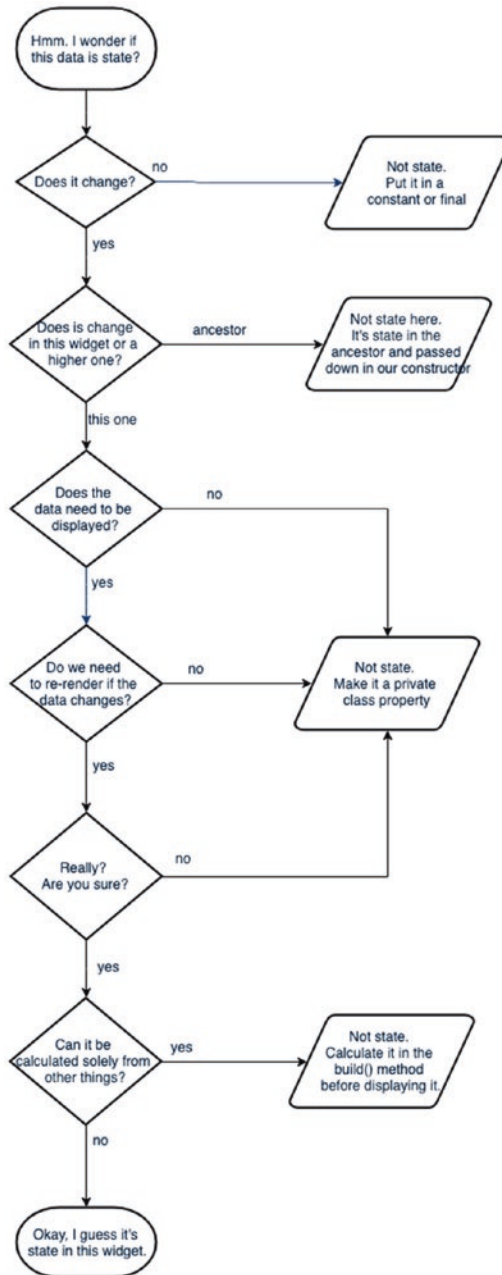 Hmm. I wonder if
this data is state?
no
Does it change?
Not state.
Put it in a
constant or final
yes
Does is change
in this widget or a
higher one?
ancestor
Not state here.
It's state in the
ancestor and passed
down in our constructor
this one
Does the
data need to be
displayed?
no
yes
Do we need
to re-render if the
data changes?
no
Not state.
Make it a private
class property
yes
Really?
Are you sure?
no
yes
Can it be
calculated solely from
other things?
yes
Not state.
Calculate it in the
build() method
before displaying it.
no
Okay, I guess it's
state in this widget.